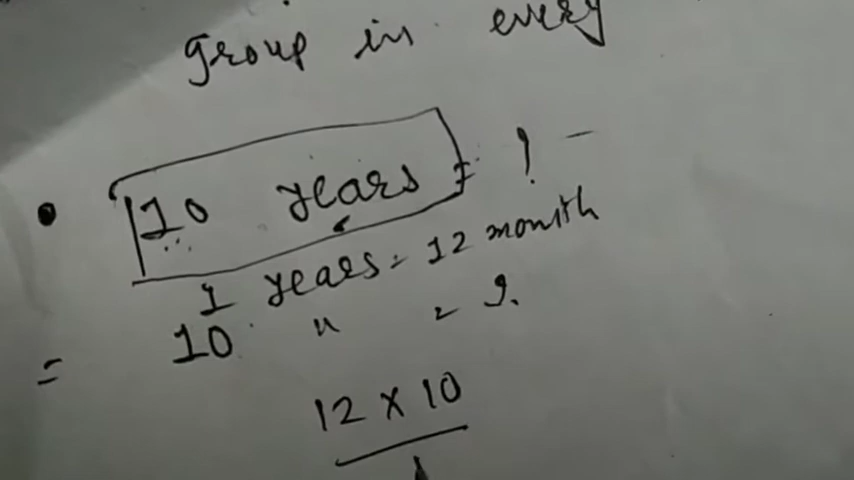 group in every
10 years = ! -
1 years = 12 month
= 10 " = ?
12 x 10